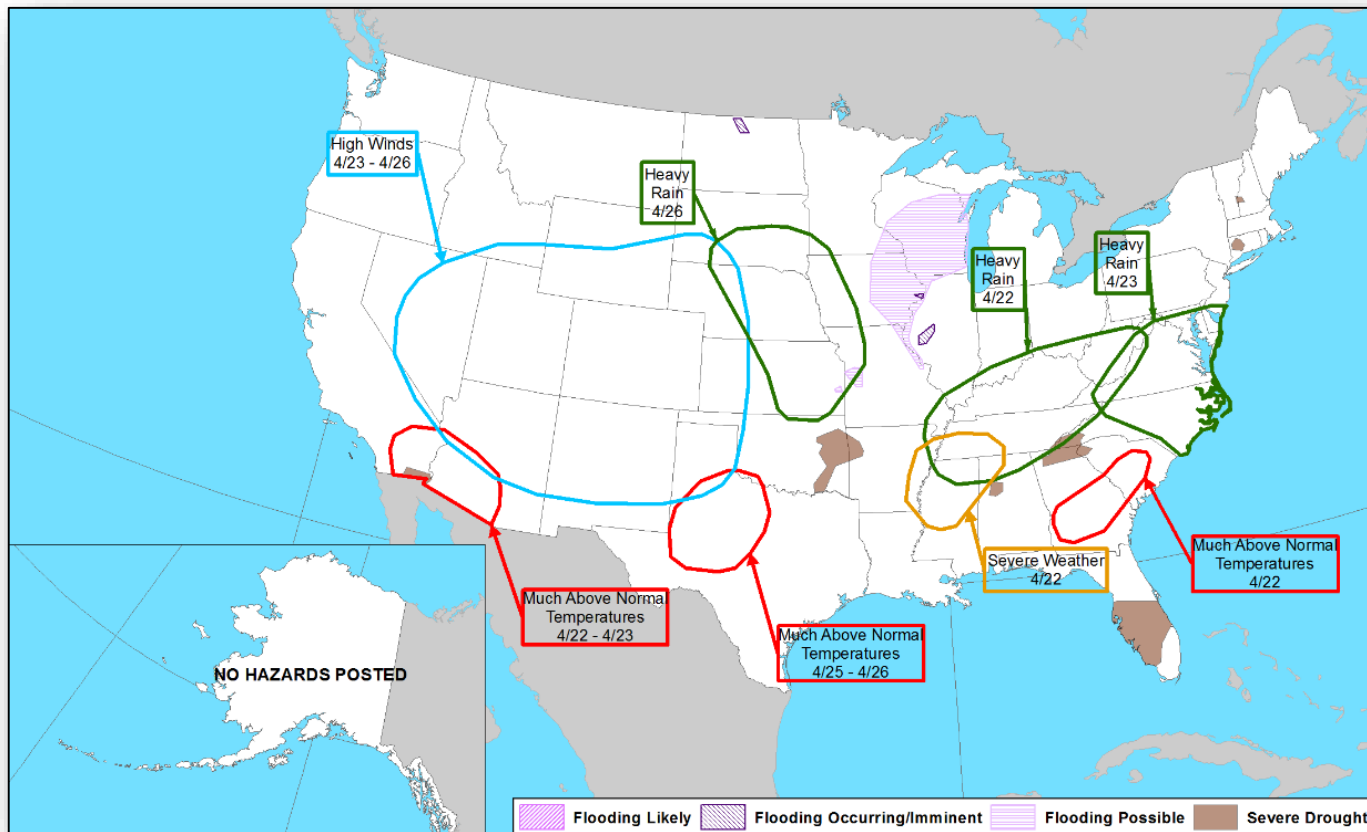 High Winds
4/23 - 4/26
Heavy
Rain
4/26
Heavy
Rain
4/22
Heavy
Rain
4/23
Severe Weather
4/22
Much Above Normal
Temperatures
4/22
Much Above Normal
Temperatures
4/22 - 4/23
Much Above Normal
Temperatures
4/25 - 4/26
NO HAZARDS POSTED
Flooding Likely
Flooding Occurring/Imminent
Flooding Possible
Severe Drought